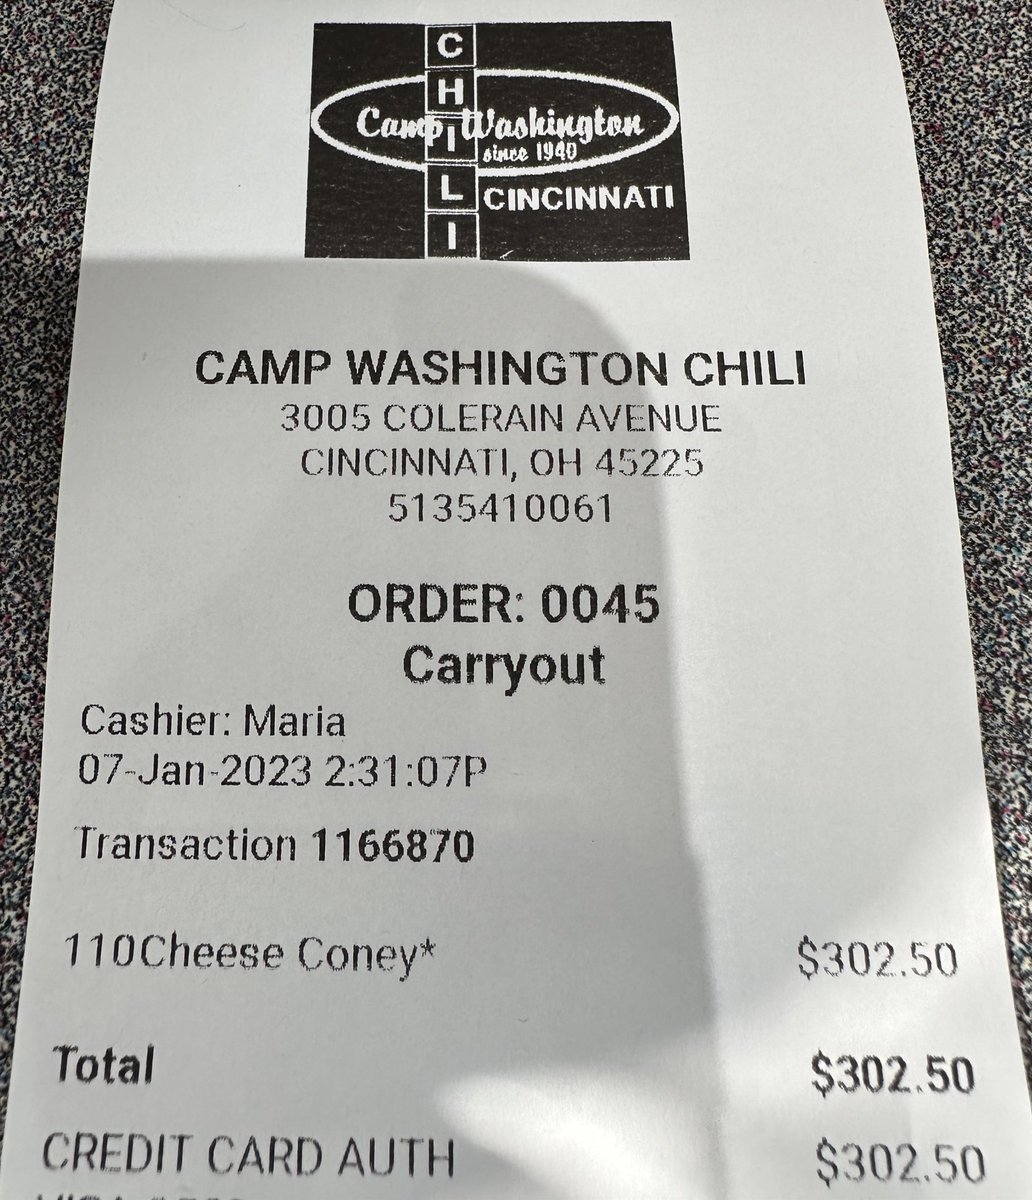 CHILI
Camp Washington
since 1940
CINCINNATI
CAMP WASHINGTON CHILI
3005 COLERAIN AVENUE
CINCINNATI, OH 45225
5135410061
ORDER: 0045
Carryout
Cashier: Maria
07-Jan-2023 2:31:07P
Transaction 1166870
110Cheese Coney* $302.50
Total $302.50
CREDIT CARD AUTH $302.50